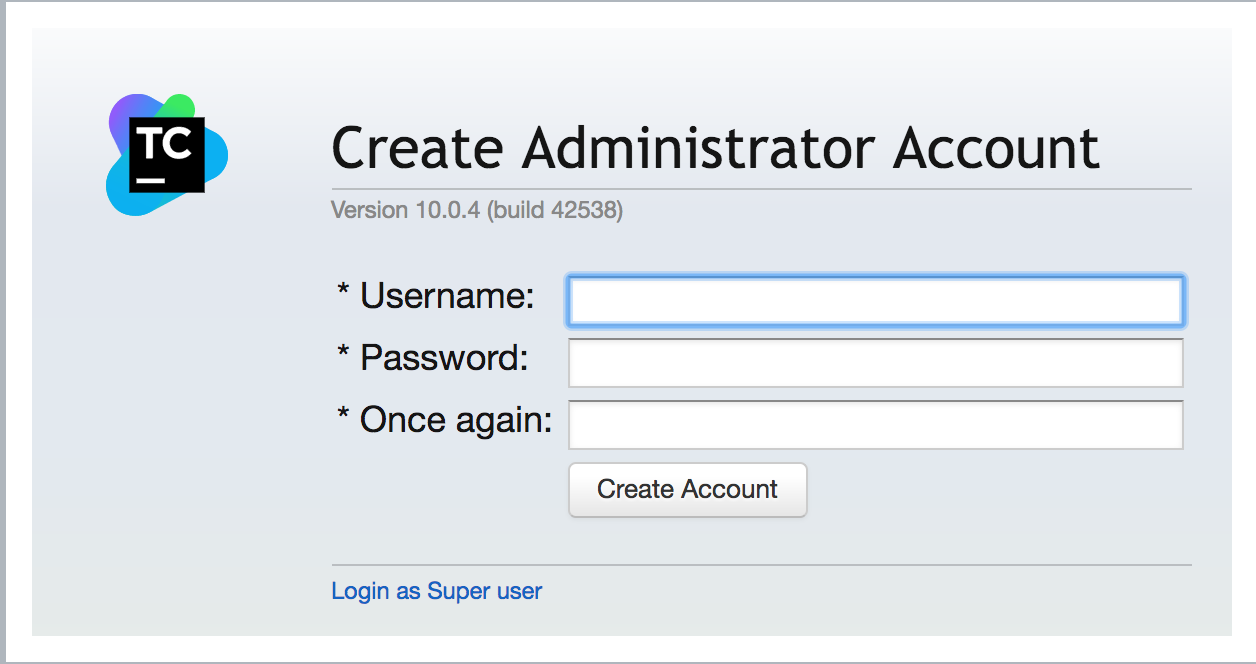 TC
Create Administrator Account
Version 10.0.4 (build 42538)
* Username:
* Password:
* Once again:
Create Account
Login as Super user